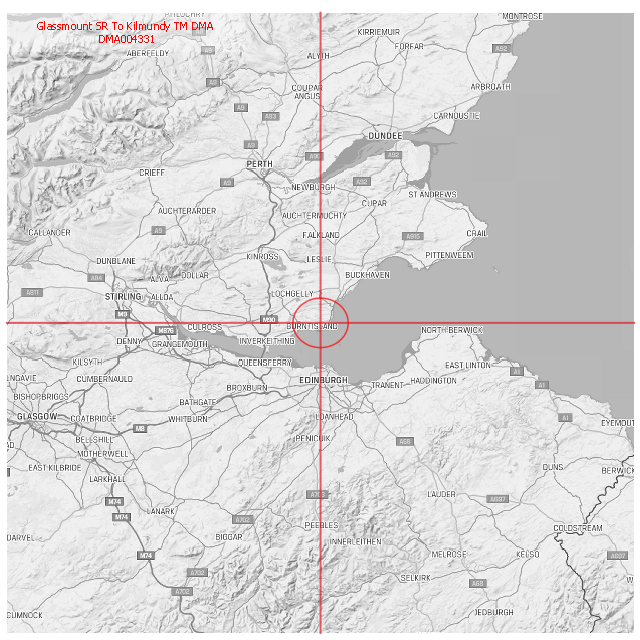 PITLOCHRY
MONTROSE
Glassmount SR To Kilmundy TM DMA
DMA004331
KIRRIEMUIR
FORFAR
A92
ABERFELDY
A9
ALYTH
A9
COUPAR
ANGUS
ARBROATH
A9
A93
CARNOUSTIE
DUNDEE
A9
A90
A92
PERTH
CRIEFF
A9
NEWBURGH
A92
ST ANDREWS
AUCHTERARDER
CUPAR
AUCHTERMUCHTY
CALLANDER
A9
FALKLAND
A915
CRAIL
DUNBLANE
KINROSS
LESLIE
PITTENWEEM
A84
ALVA
DOLLAR
BUCKHAVEN
A811
STIRLING
ALLOA
LOCHGELLY
M9
M90
M876
CULROSS
BURNTISLAND
NORTH BERWICK
DENNY
GRANGEMOUTH
INVERKEITHING
KILSYTH
QUEENSFERRY
EAST LINTON
A1
NGAVIE
CUMBERNAULD
BROXBURN
EDINBURGH
TRANENT
HADDINGTON
A1
BISHOPBRIGGS
BATHGATE
GLASGOW
COATBRIDGE
WHITBURN
LOANHEAD
A1
EYEMOUT
M8
BELLSHILL
PENICUIK
A68
MOTHERWELL
EAST KILBRIDE
DUNS
BERWICK
LARKHALL
A703
LAUDER
A697
M74
LANARK
M74
A702
PEEBLES
COLDSTREAM
DARVEL
BIGGAR
INNERLEITHEN
M74
MELROSE
KELSO
A697
A702
SELKIRK
A68
W
A702
CUMNOCK
JEDBURGH